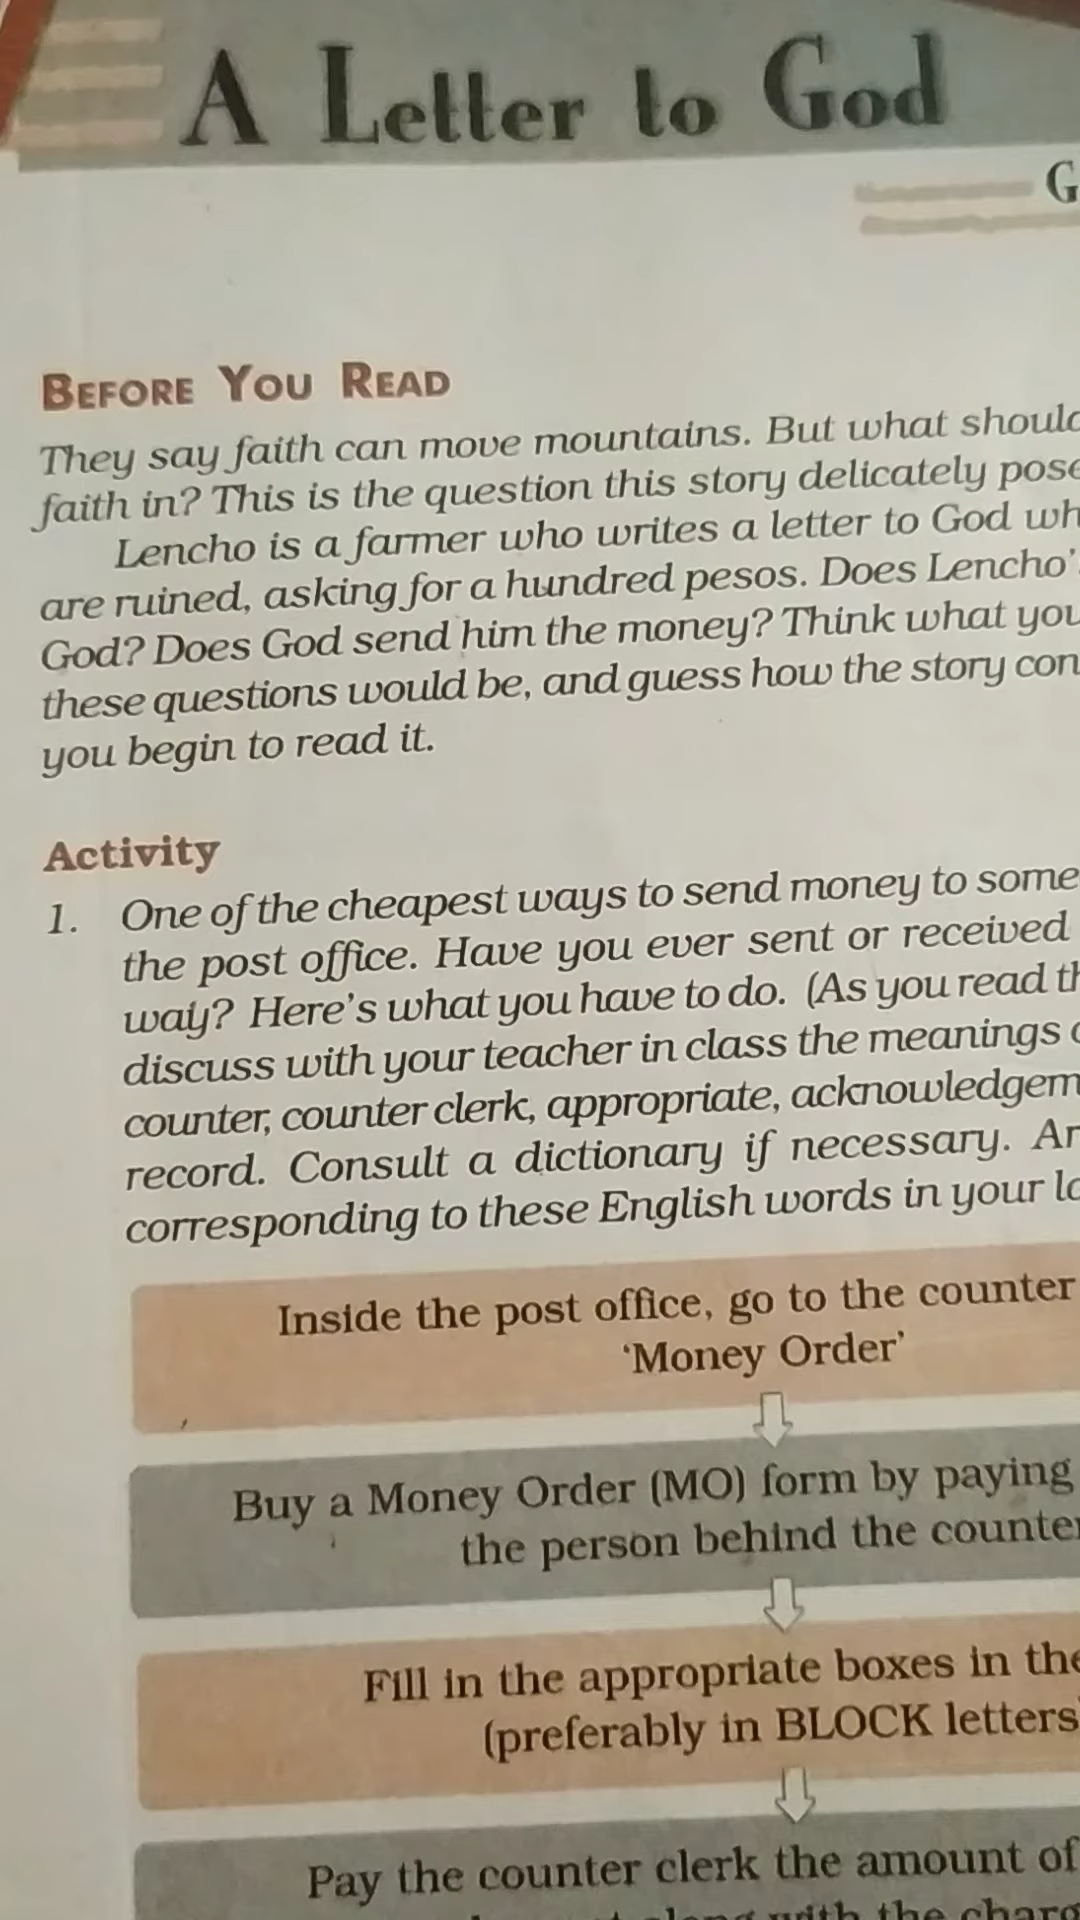 A Letter to God
G
BEFORE YOU READ
They say faith can move mountains. But what should
faith in? This is the question this story delicately pose
Lencho is a farmer who writes a letter to God wh
are ruined, asking for a hundred pesos. Does Lencho'
God? Does God send him the money? Think what you
these questions would be, and guess how the story con
you begin to read it.
Activity
1. One of the cheapest ways to send money to some
the post office. Have you ever sent or received
way? Here's what you have to do. (As you read th
discuss with your teacher in class the meanings o
counter, counter clerk, appropriate, acknowledgem
record. Consult a dictionary if necessary. Ar
corresponding to these English words in your lo
Inside the post office, go to the counter
'Money Order'
Buy a Money Order (MO) form by paying
the person behind the counter
Fill in the appropriate boxes in the
(preferably in BLOCK letters
Pay the counter clerk the amount of
along with the charg